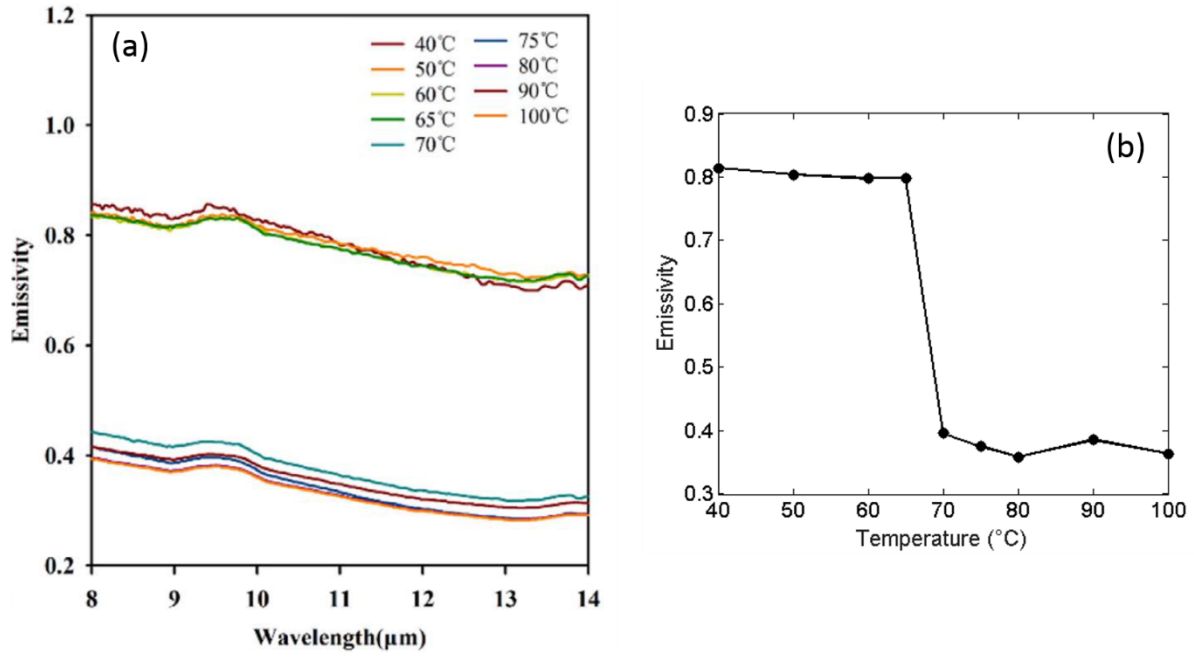 (a)
1.2
1.0
0.8
0.6
0.4
0.2
Emissivity
40℃ 75℃
50℃ 80℃
60℃ 90℃
65℃ 100℃
70℃
8 9 10 11 12 13 14
Wavelength(μm)
(b)
0.9
0.8
0.7
0.6
0.5
0.4
0.3
Emissivity
40 50 60 70 80 90 100
Temperature (°C)